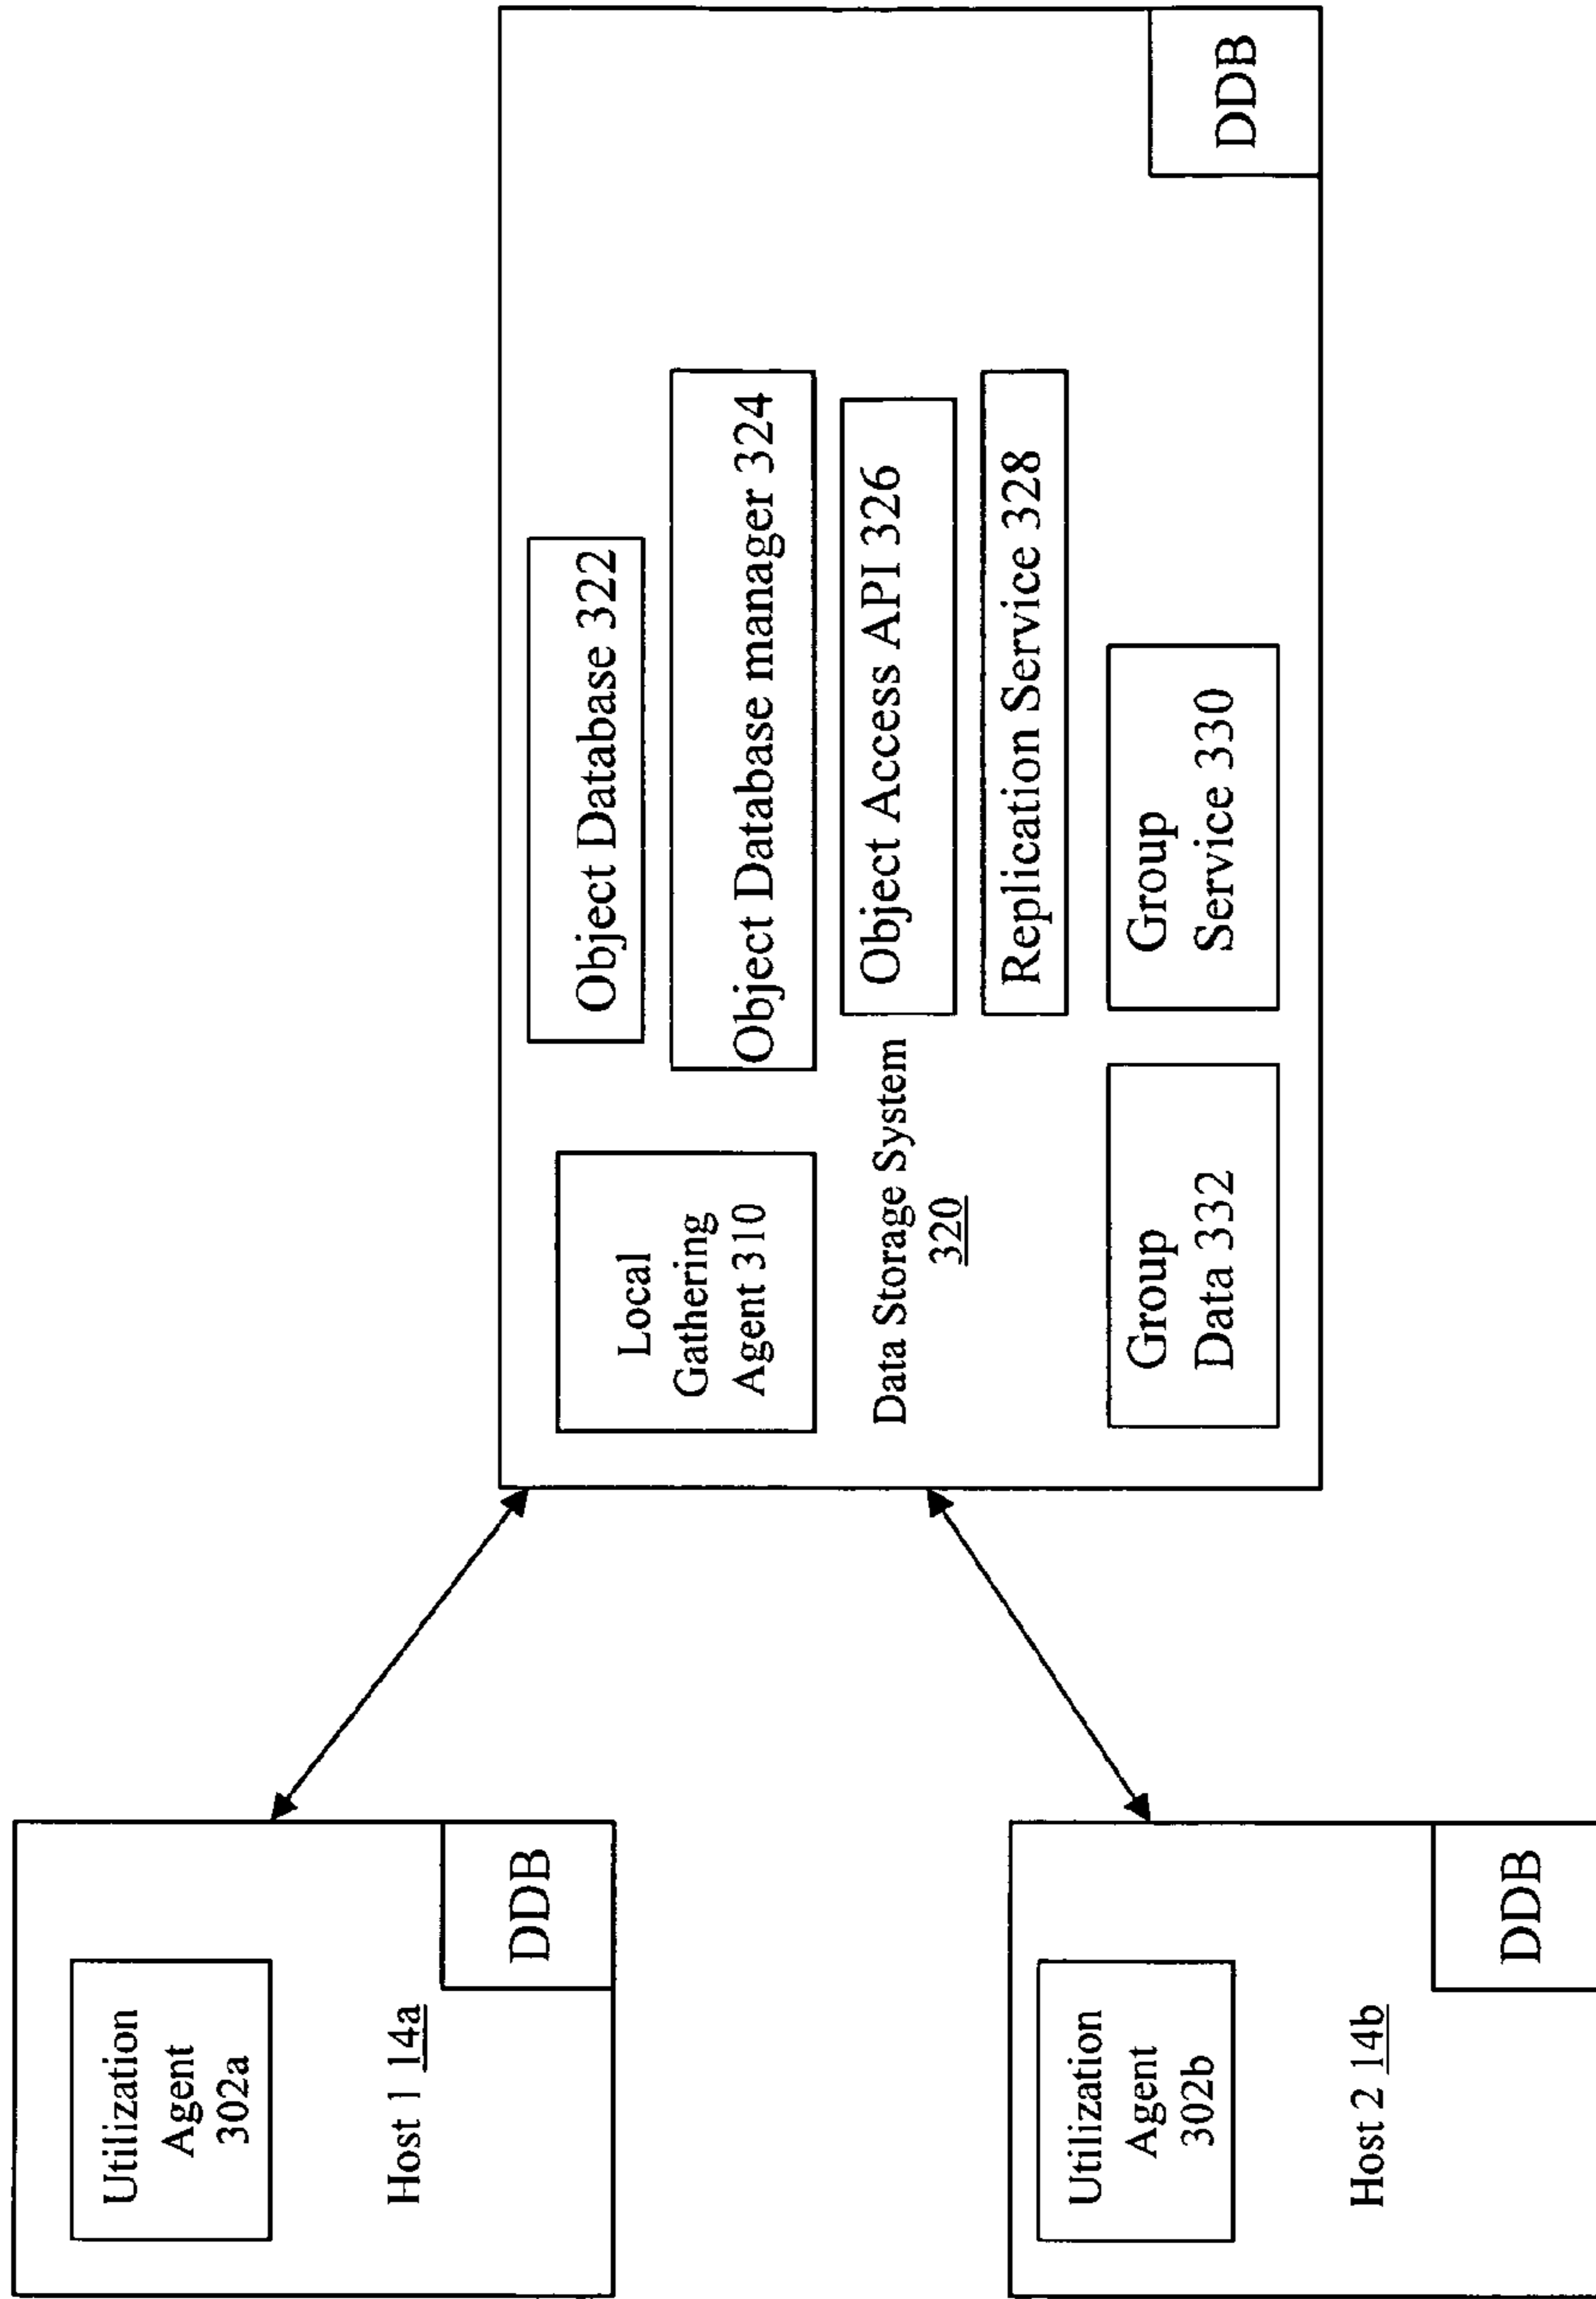 Utilization
Agent
302a
Host 1 14a
DDB
Utilization
Agent
302b
Host 2 14b
DDB
Local
Gathering
Agent 310
Data Storage System
320
Object Database 322
Object Database manager 324
Object Access API 326
Replication Service 328
Group
Data 332
Group
Service 330
DDB